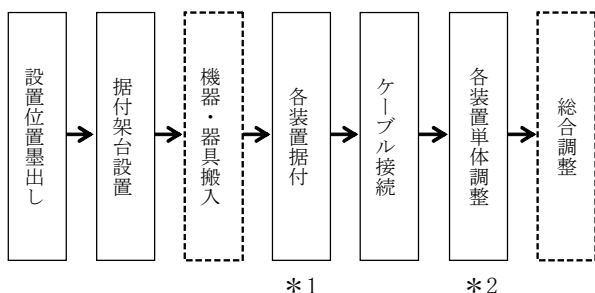 設置位置墨出し
据付架台設置
機器・器具搬入
各装置据付
ケーブル接続
各装置単体調整
総合調整
＊1
＊2